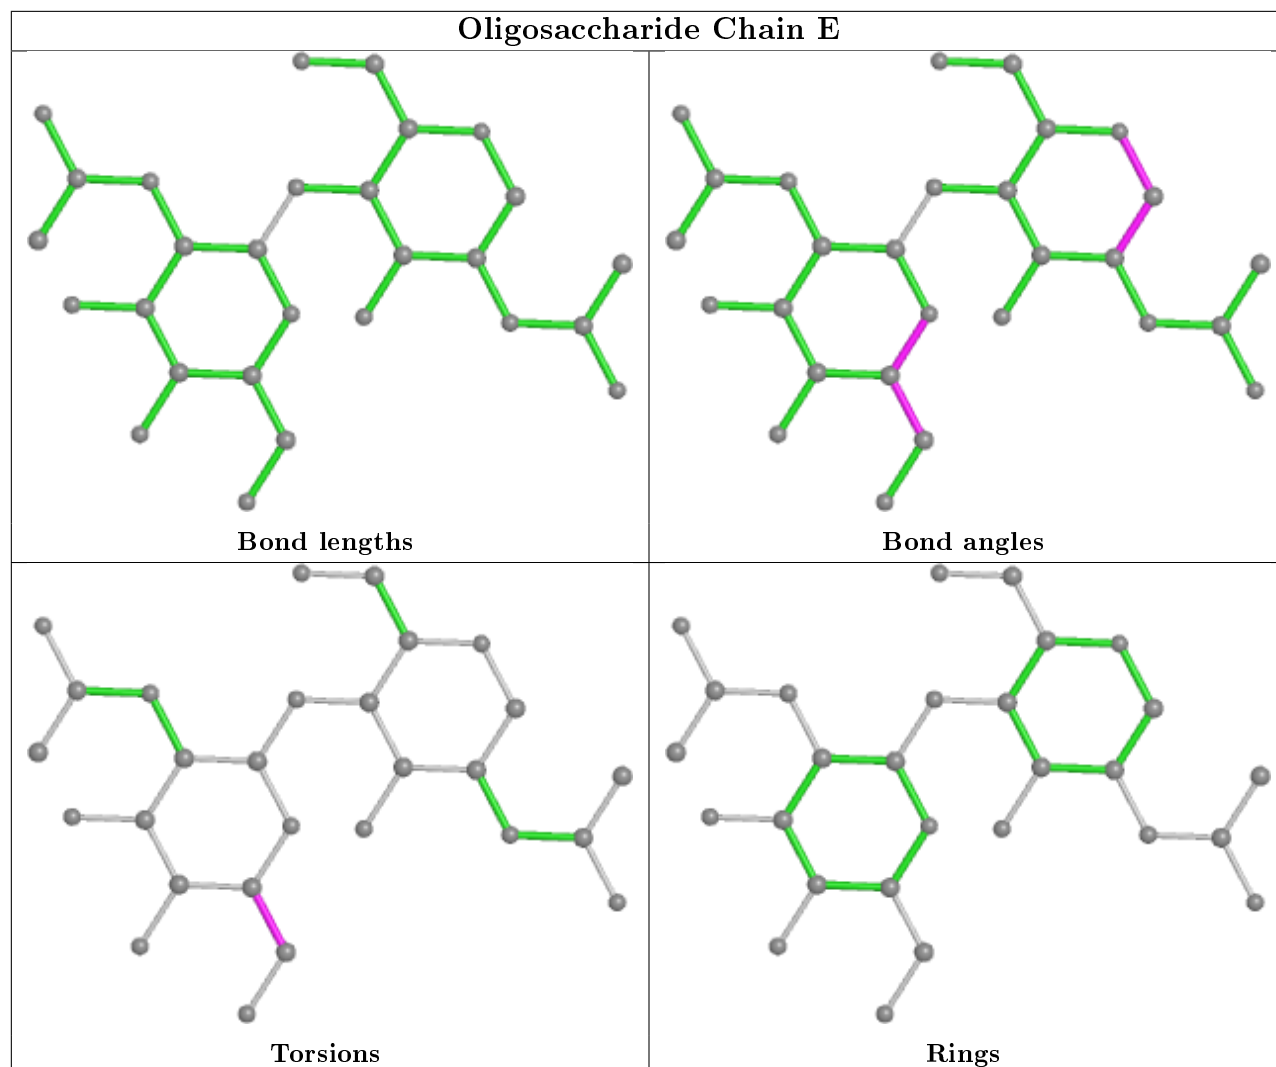 Oligosaccharide Chain E
Bond lengths
Bond angles
Torsions
Rings